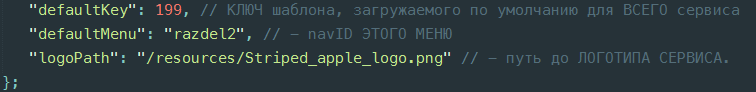 "defaultKey": 199, // КЛЮЧ шаблона, загружаемого по умолчанию для ВСЕГО сервиса
"defaultMenu": "razdel2", // — navID ЭТОГО МЕНЮ
"logoPath": "/resources/Striped_apple_logo.png" // — путь до ЛОГОТИПА СЕРВИСА.
};